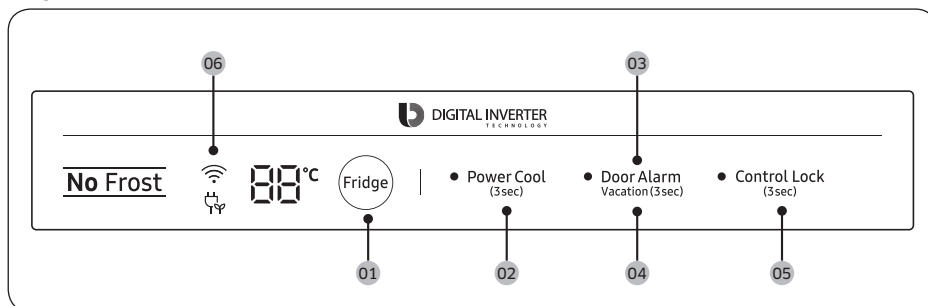 06
03
DIGITAL INVERTER
TECHNOLOGY
No Frost
88°C
Fridge
Power Cool
(3sec)
Door Alarm
Vacation(3sec)
Control Lock
(3sec)
01
02
04
05